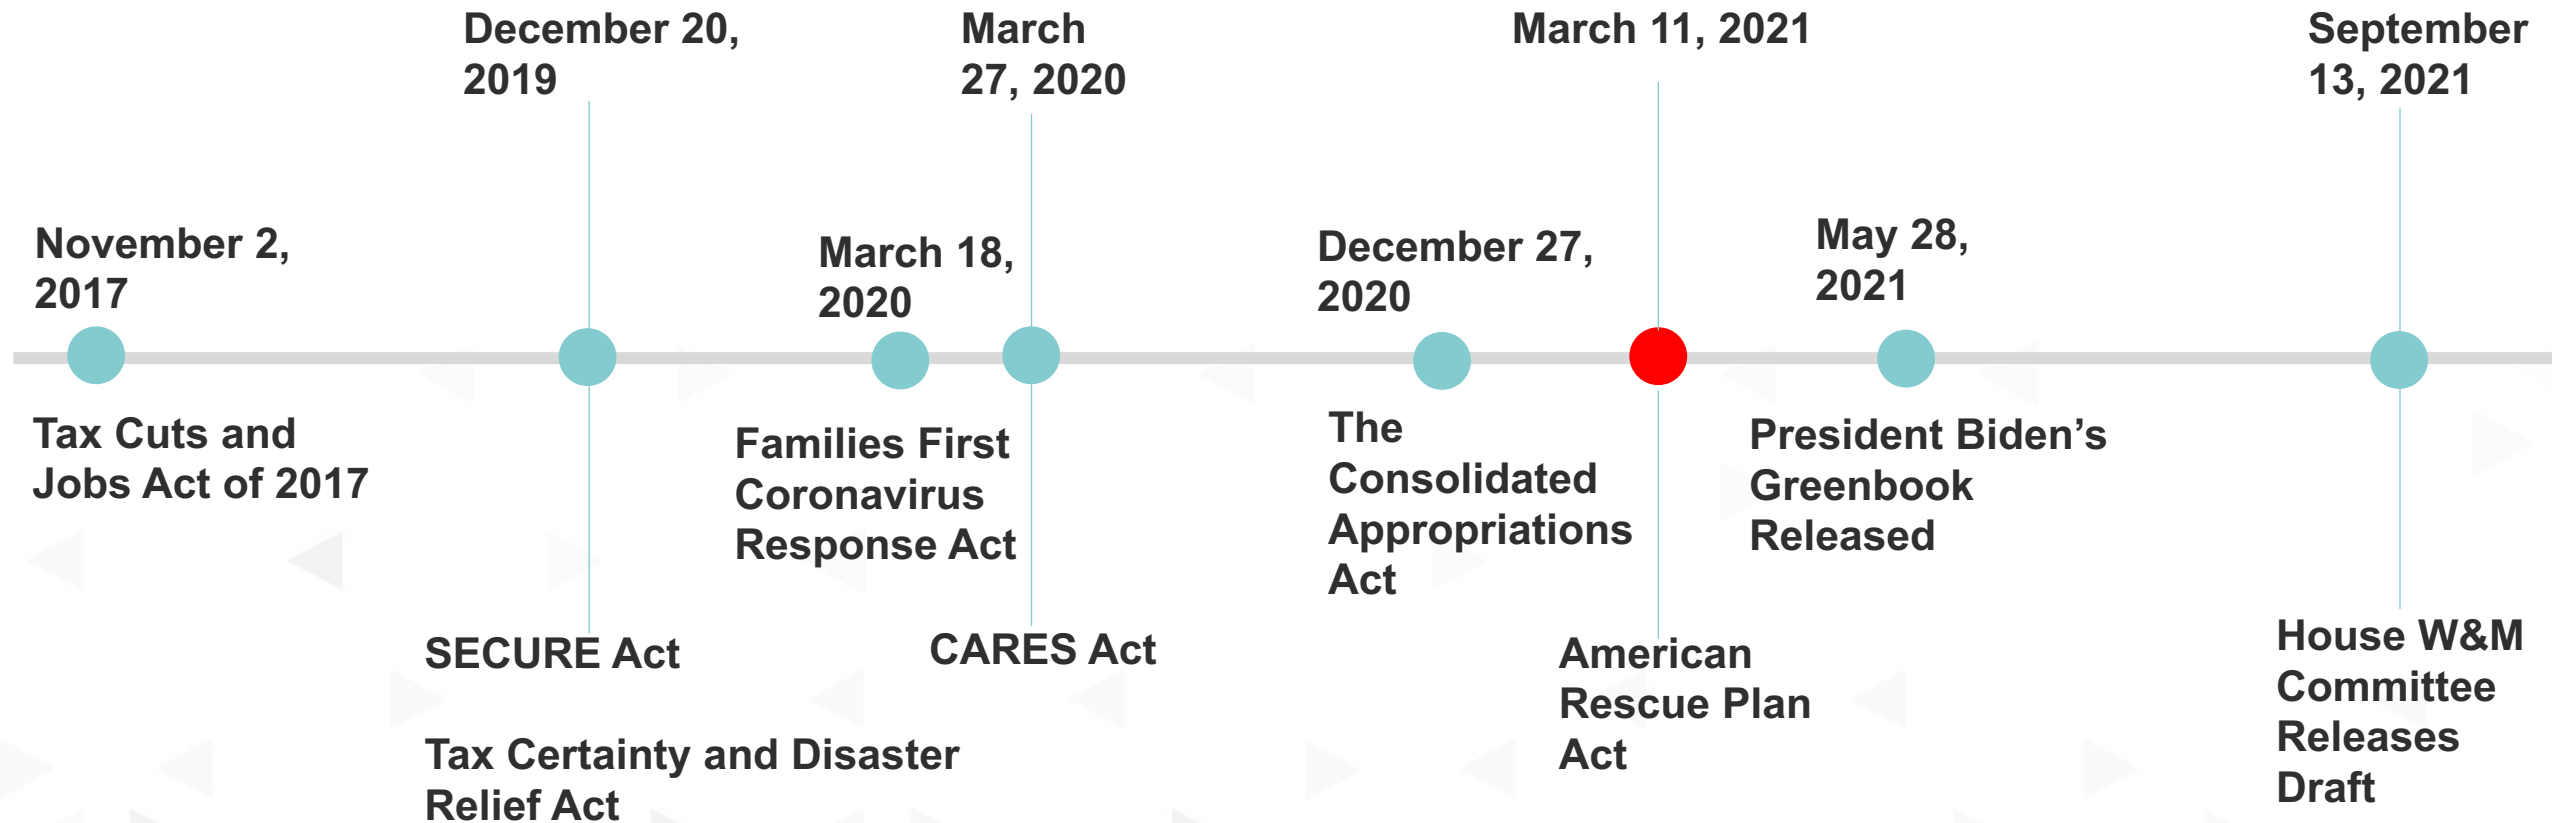 December 20,
2019
March
27, 2020
March 11, 2021
September
13, 2021
November 2,
2017
March 18,
2020
December 27,
2020
May 28,
2021
Tax Cuts and
Jobs Act of 2017
Families First
Coronavirus
Response Act
The
Consolidated
Appropriations
Act
President Biden’s
Greenbook
Released
SECURE Act
Tax Certainty and Disaster
Relief Act
CARES Act
American
Rescue Plan
Act
House W&M
Committee
Releases
Draft